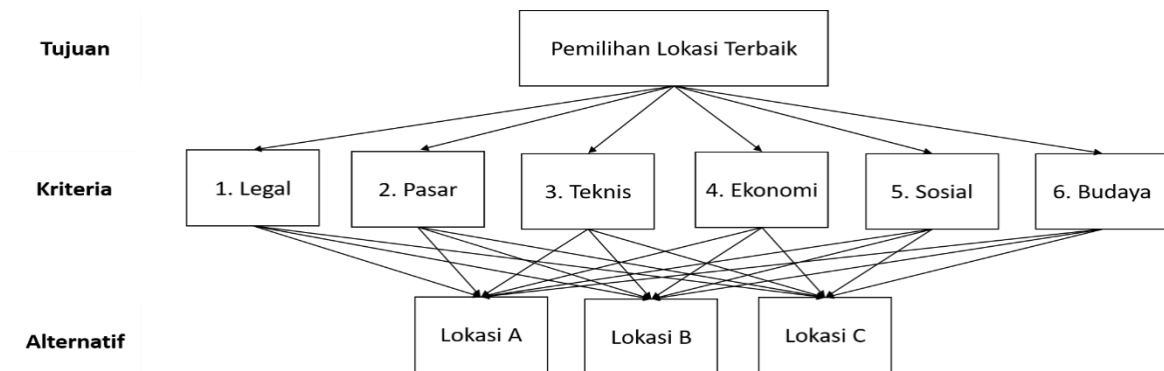 Tujuan
Pemilihan Lokasi Terbaik
Kriteria
1. Legal
2. Pasar
3. Teknis
4. Ekonomi
5. Sosial
6. Budaya
Alternatif
Lokasi A
Lokasi B
Lokasi C